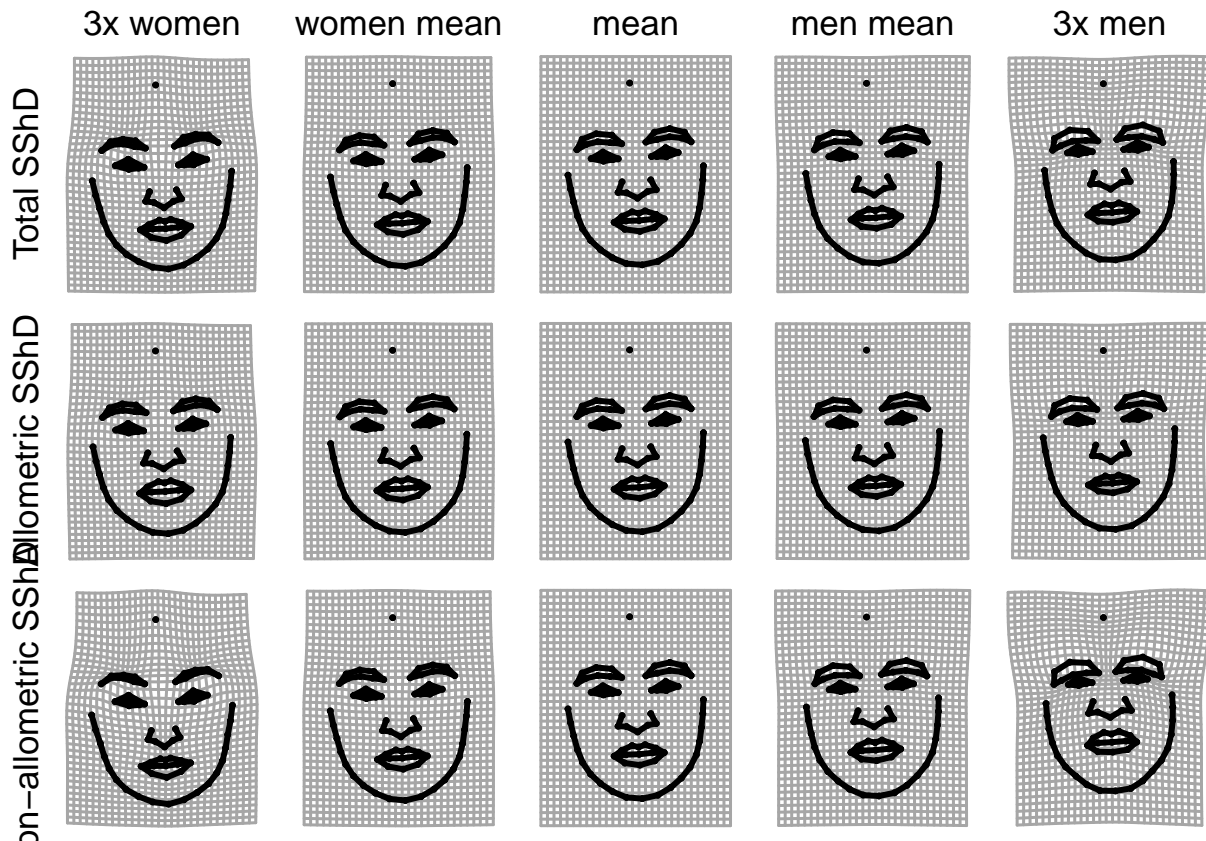 3x women women mean mean men mean 3x men
Total SShD
Allometric SShD
on−allometric SShD